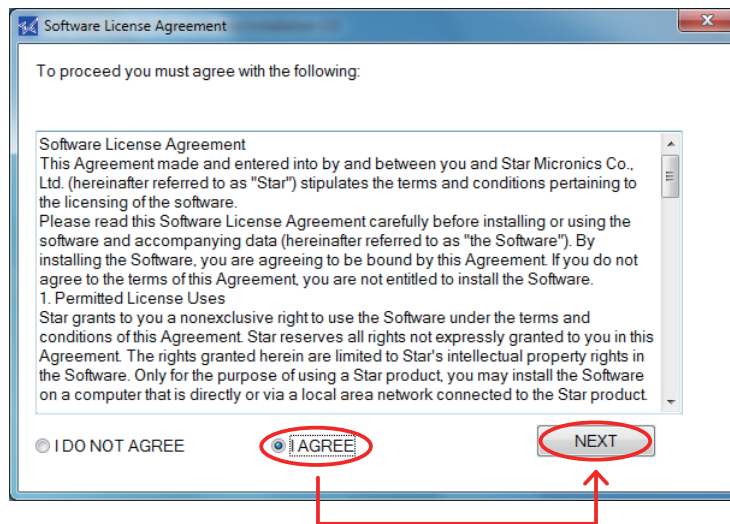 Software License Agreement
To proceed you must agree with the following:
Software License Agreement
This Agreement made and entered into by and between you and Star Micronics Co.,
Ltd. (hereinafter referred to as "Star") stipulates the terms and conditions pertaining to
the licensing of the software.
Please read this Software License Agreement carefully before installing or using the
software and accompanying data (hereinafter referred to as "the Software"). By
installing the Software, you are agreeing to be bound by this Agreement. If you do not
agree to the terms of this Agreement, you are not entitled to install the Software.
1. Permitted License Uses
Star grants to you a nonexclusive right to use the Software under the terms and
conditions of this Agreement. Star reserves all rights not expressly granted to you in this
Agreement. The rights granted herein are limited to Star's intellectual property rights in
the Software. Only for the purpose of using a Star product, you may install the Software
on a computer that is directly or via a local area network connected to the Star product.
I DO NOT AGREE I AGREE NEXT